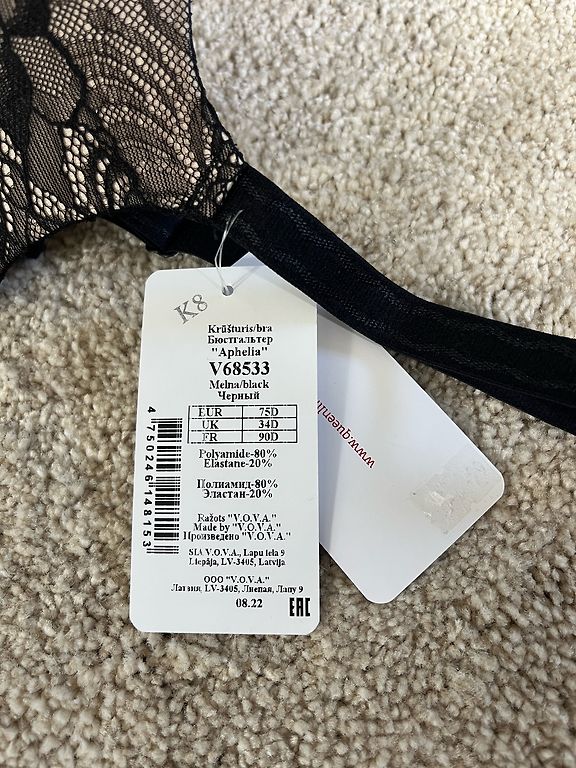 K8
Krūšturis/bra
Бюстгальтер
"Aphelia"
V68533
Melna/black
Черный
EUR 75D
UK 34D
FR 90D
Polyamide-80%
Elastane-20%
Полиамид-80%
Эластан-20%
Ražots "V.O.V.A."
Made by "V.O.V.A."
Произведено "V.O.V.A."
SIA V.O.V.A., Lapu iela 9
Liepāja, LV-3405, Latvija
ООО "V.O.V.A."
Латвия, LV-3405, Лиепая, Лапу 9
08.22 EAC
4 750246 148153
www.queenl